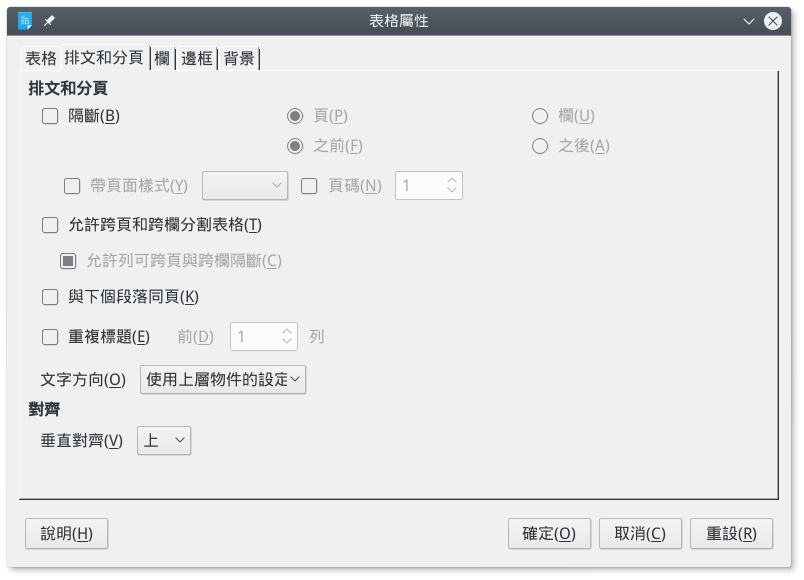 表格屬性
表格 排文和分頁 欄 邊框 背景
排文和分頁
隔斷(B) 頁(P) 欄(U)
之前(F) 之後(A)
帶頁面樣式(Y) 頁碼(N) 1
允許跨頁和跨欄分割表格(T)
允許列可跨頁與跨欄隔斷(C)
與下個段落同頁(K)
重複標題(E) 前(D) 1 列
文字方向(O) 使用上層物件的設定
對齊
垂直對齊(V) 上
說明(H) 確定(O) 取消(C) 重設(R)